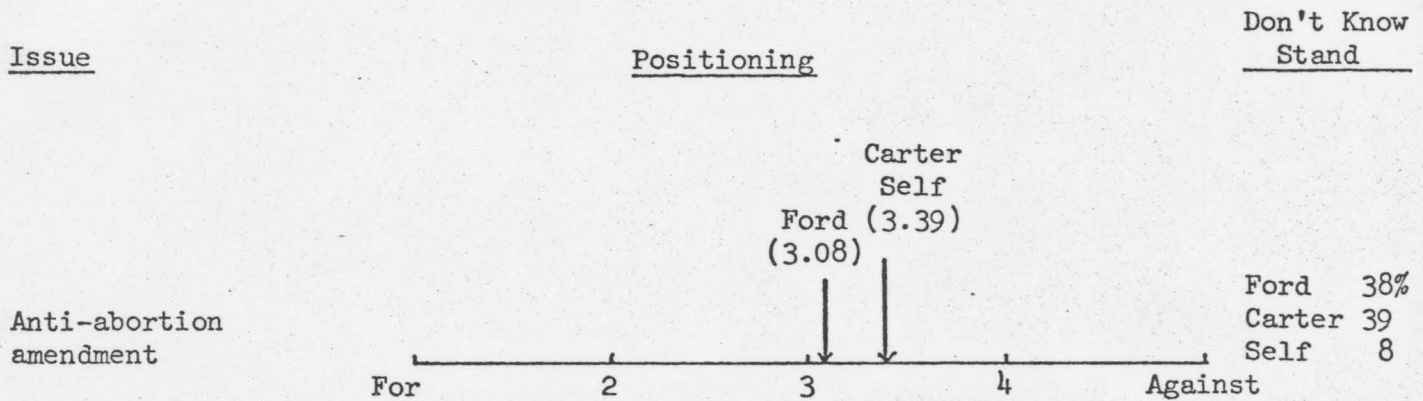 Don't Know
Issue Positioning Stand
Carter
Self
Ford (3.39)
(3.08)
Ford 38%
Anti-abortion Carter 39
amendment Self 8
For 2 3 4 Against